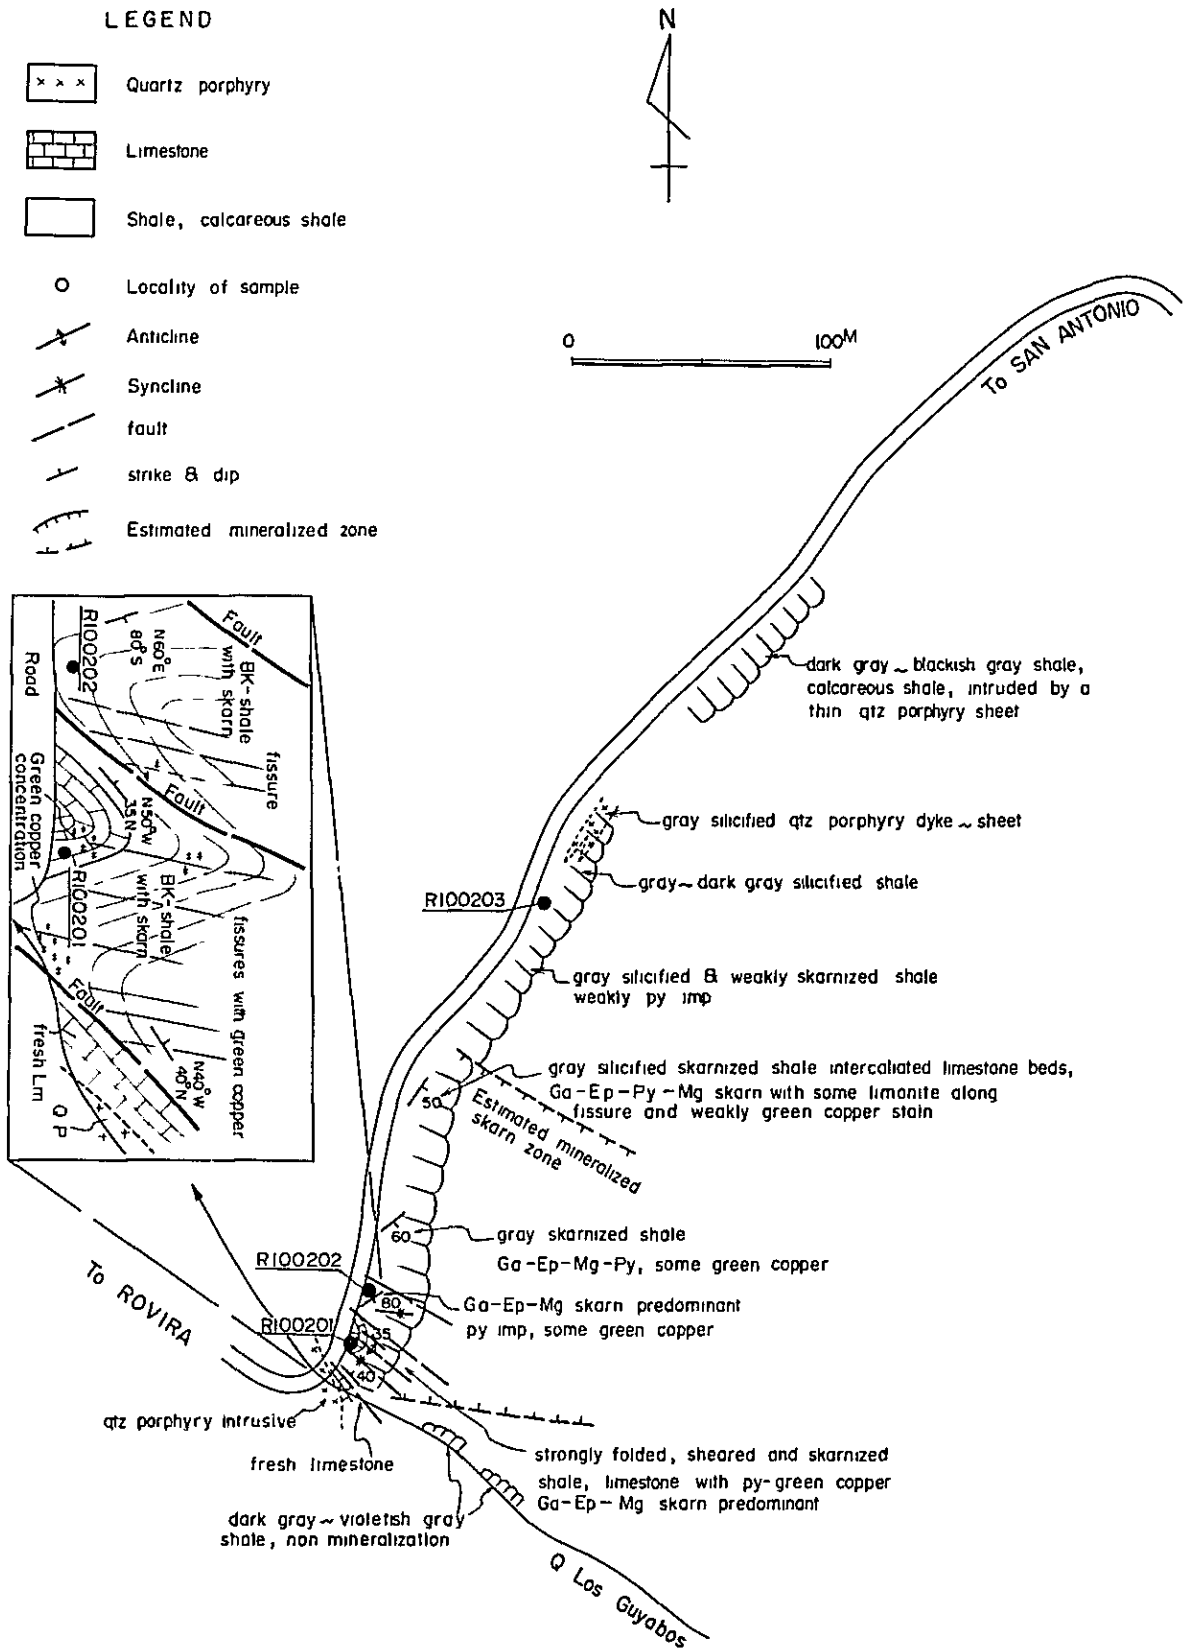 LEGEND
Quartz porphyry
Limestone
Shale, calcareous shale
Locality of sample
Anticline
Syncline
fault
strike & dip
Estimated mineralized zone
N
0 100M
To SAN ANTONIO
dark gray ~ blackish gray shale,
calcareous shale, intruded by a
thin qtz porphyry sheet
gray silicified qtz porphyry dyke ~ sheet
gray ~ dark gray silicified shale
R100203
gray silicified & weakly skarnized shale
weakly py imp
gray silicified skarnized shale intercaliated limestone beds,
Ga-Ep-Py-Mg skarn with some limanite along
fissure and weakly green copper stain
50
Estimated mineralized
skarn zone
60
gray skarnized shale
Ga-Ep-Mg-Py, some green copper
R100202
80
Ga-Ep-Mg skarn predominant
py imp, some green copper
R100201
35
40
To ROVIRA
qtz porphyry intrusive
fresh limestone
strongly folded, sheared and skarnized
shale, limestone with py-green copper
Ga-Ep-Mg skarn predominant
dark gray ~ violetish gray
shale, non mineralization
Q Los Guyabos
Fault
R100202
N60°E
80°S
BK-shale
with skarn
Road
fissure
Green copper
concentration
Fault
N50°W
35N
R100201
BK-shale
with skarn
fissures with green copper
Fault
fresh Lm
N40°W
40°N
Q P